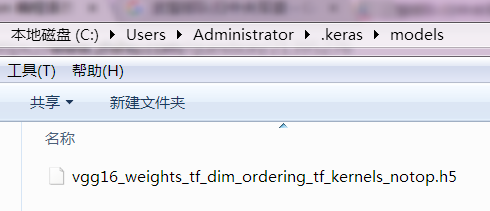 本地磁盘 (C:) ▸ Users ▸ Administrator ▸ .keras ▸ models
工具(T) 帮助(H)
共享 ▾ 新建文件夹
名称
vgg16_weights_tf_dim_ordering_tf_kernels_notop.h5